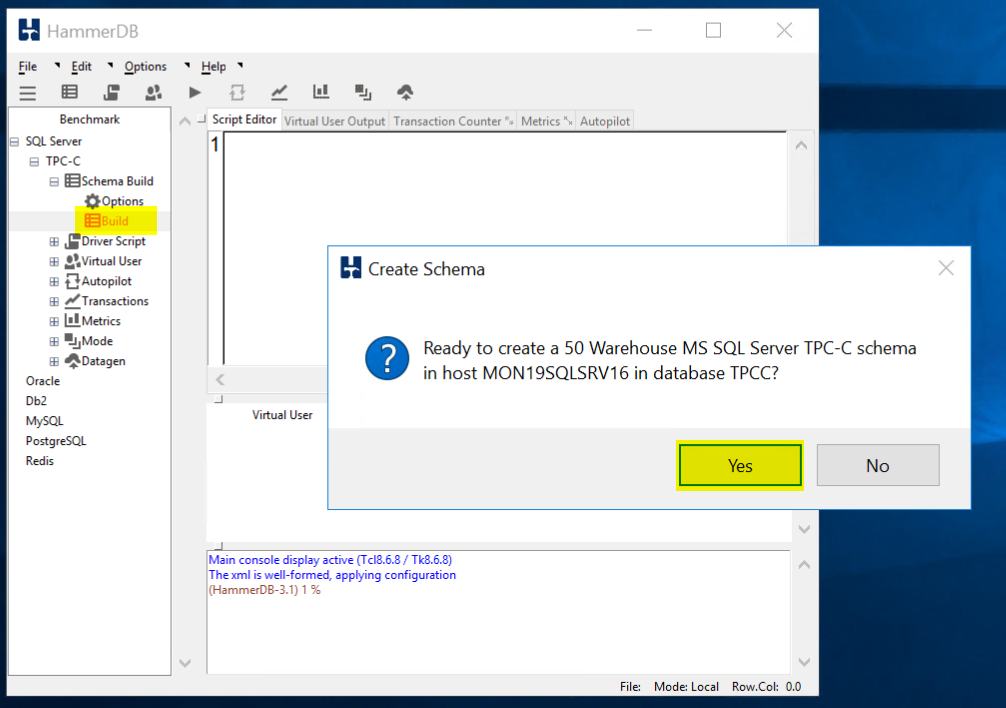 HammerDB
File Edit Options Help
Benchmark
SQL Server
TPC-C
Schema Build
Options
Build
Driver Script
Virtual User
Autopilot
Transactions
Metrics
Mode
Datagen
Oracle
Db2
MySQL
PostgreSQL
Redis
Script Editor Virtual User Output Transaction Counter Metrics Autopilot
1
Create Schema
Ready to create a 50 Warehouse MS SQL Server TPC-C schema
in host MON19SQLSRV16 in database TPCC?
Yes No
Virtual User
Main console display active (Tcl8.6.8 / Tk8.6.8)
The xml is well-formed, applying configuration
(HammerDB-3.1) 1 %
File: Mode: Local Row.Col: 0.0